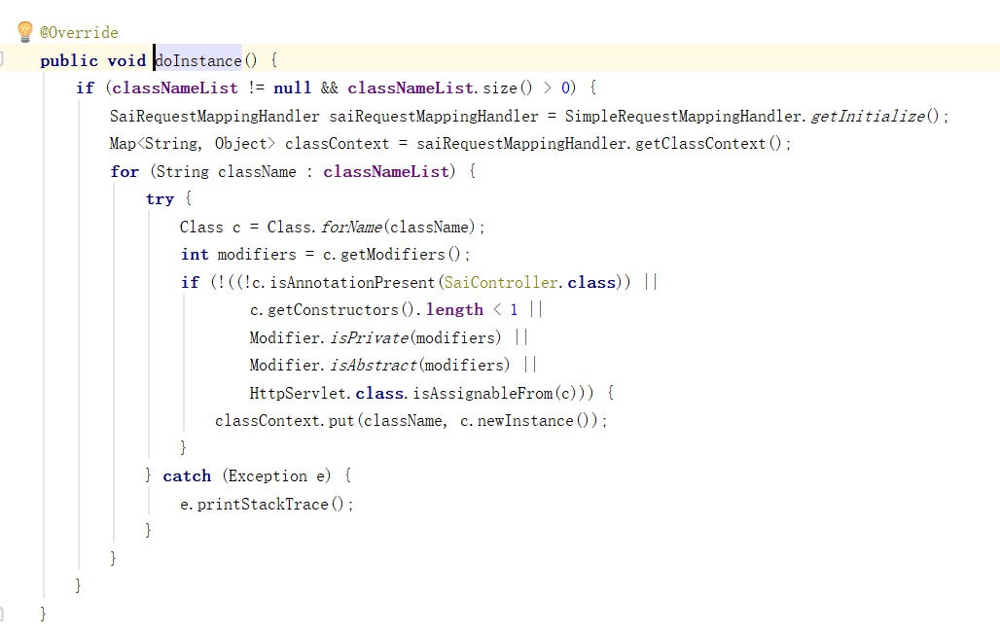 @Override
public void doInstance() {
if (classNameList != null && classNameList.size() > 0) {
SaiRequestMappingHandler saiRequestMappingHandler = SimpleRequestMappingHandler.getInitialize();
Map<String, Object> classContext = saiRequestMappingHandler.getClassContext();
for (String className : classNameList) {
try {
Class c = Class.forName(className);
int modifiers = c.getModifiers();
if (!((!c.isAnnotationPresent(SaiController.class)) ||
c.getConstructors().length < 1 ||
Modifier.isPrivate(modifiers) ||
Modifier.isAbstract(modifiers) ||
HttpServlet.class.isAssignableFrom(c))) {
classContext.put(className, c.newInstance());
}
} catch (Exception e) {
e.printStackTrace();
}
}
}
}